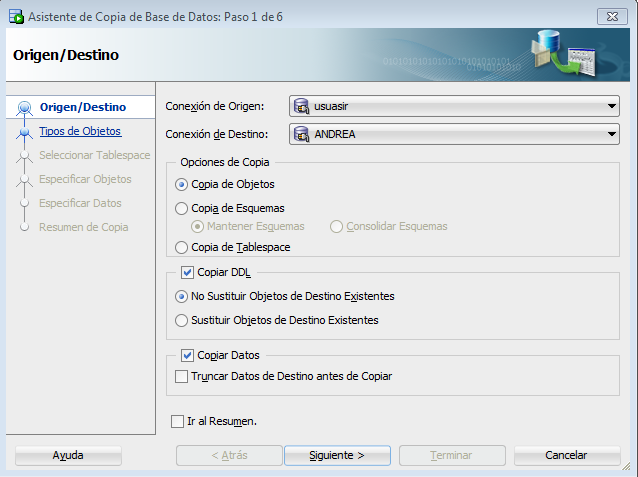 Asistente de Copia de Base de Datos: Paso 1 de 6
Origen/Destino
Origen/Destino
Tipos de Objetos
Seleccionar Tablespace
Especificar Objetos
Especificar Datos
Resumen de Copia
Conexión de Origen: usuasir
Conexión de Destino: ANDREA
Opciones de Copia
Copia de Objetos
Copia de Esquemas
Mantener Esquemas Consolidar Esquemas
Copia de Tablespace
Copiar DDL
No Sustituir Objetos de Destino Existentes
Sustituir Objetos de Destino Existentes
Copiar Datos
Truncar Datos de Destino antes de Copiar
Ir al Resumen.
Ayuda < Atrás Siguiente > Terminar Cancelar